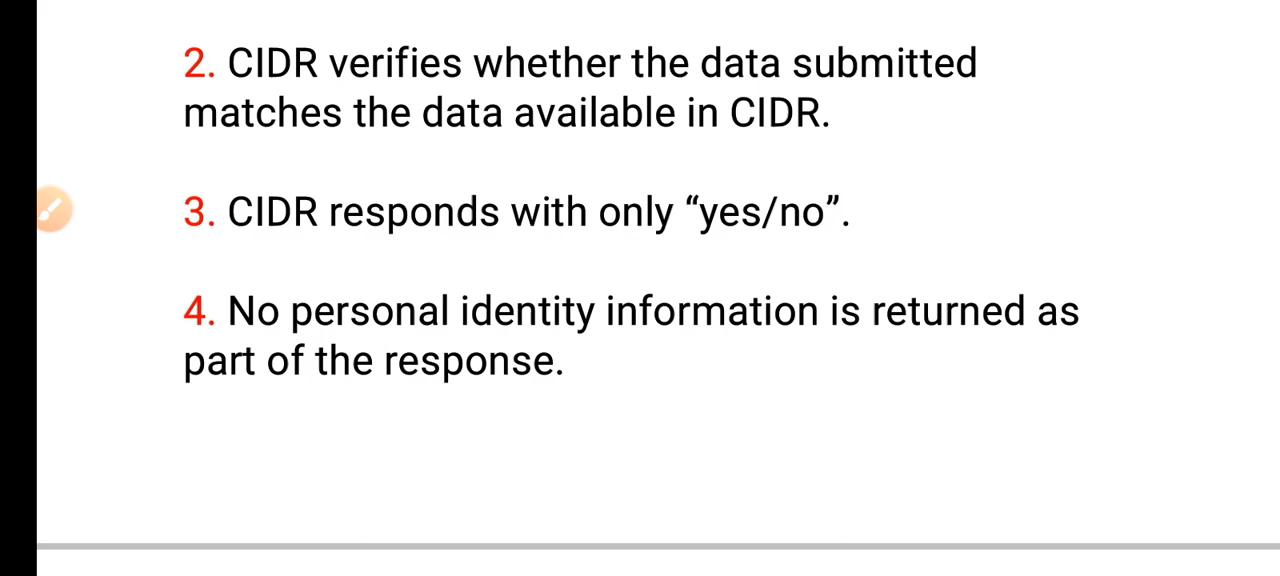 2. CIDR verifies whether the data submitted
matches the data available in CIDR.
3. CIDR responds with only “yes/no”.
4. No personal identity information is returned as
part of the response.